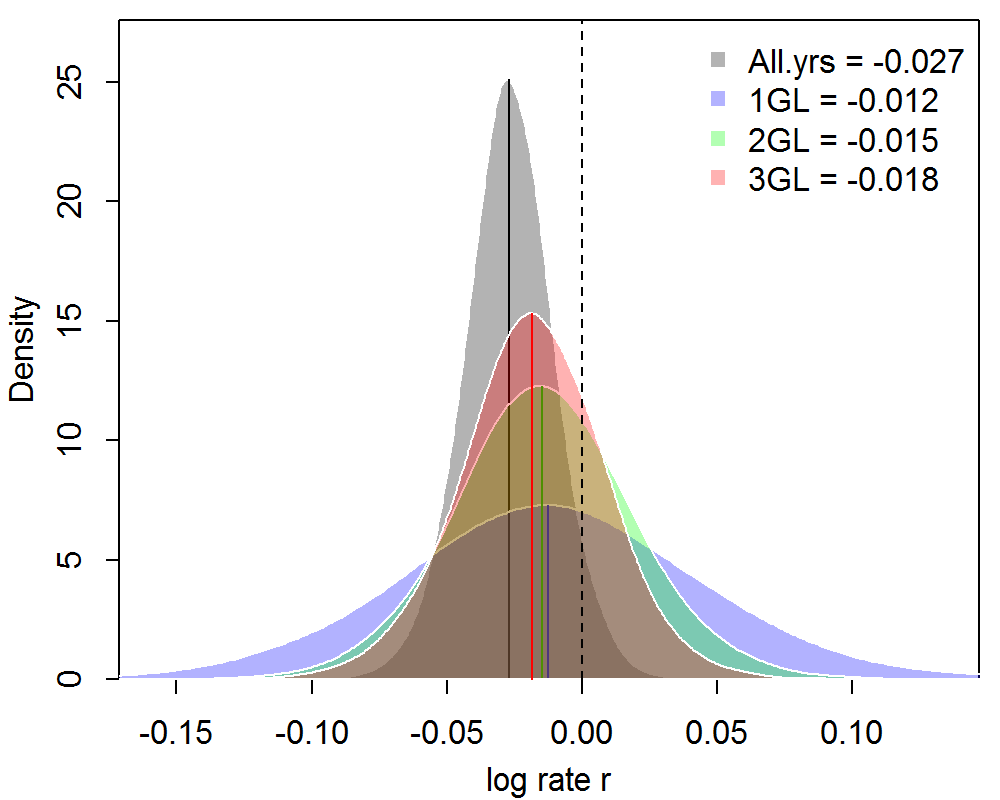 All.yrs = -0.027
1GL = -0.012
2GL = -0.015
3GL = -0.018
Density
25
20
15
10
5
0
-0.15 -0.10 -0.05 0.00 0.05 0.10
log rate r